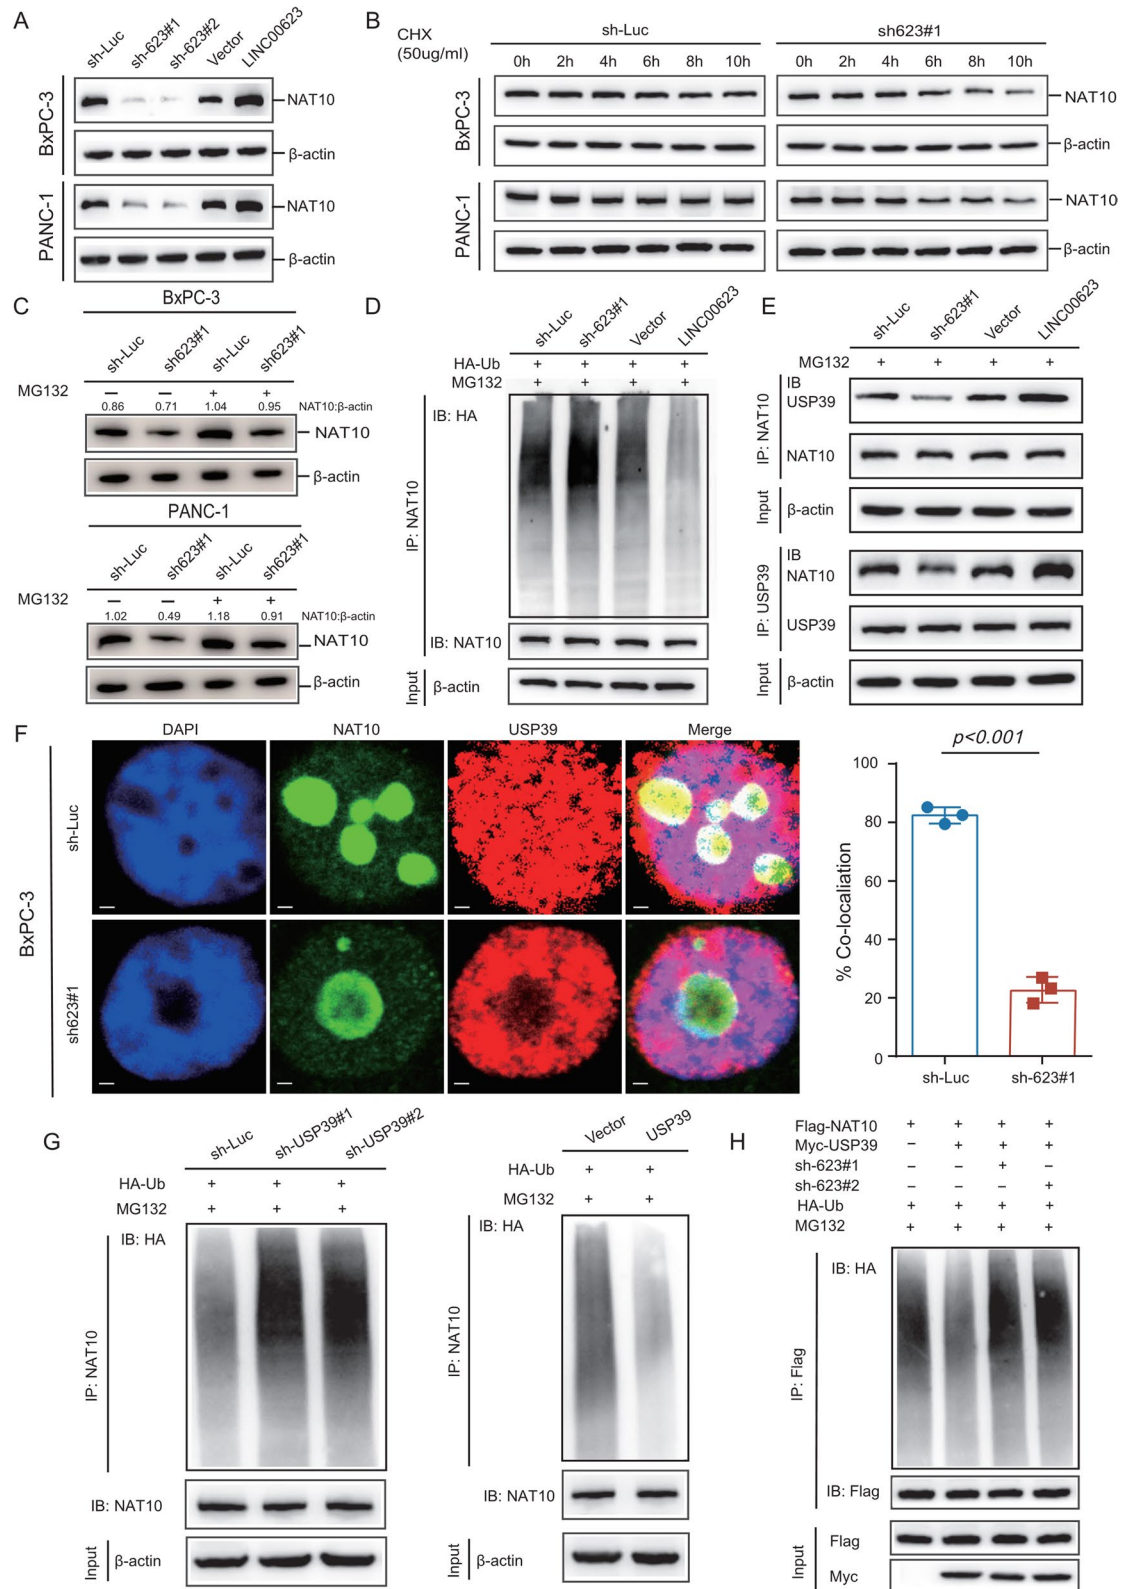 A
sh-Luc
sh-623#1
sh-623#2
Vector
LINC00623
BxPC-3
NAT10
β-actin
PANC-1
NAT10
β-actin
B
CHX
(50ug/ml)
sh-Luc
sh623#1
0h 2h 4h 6h 8h 10h
0h 2h 4h 6h 8h 10h
BxPC-3
NAT10
β-actin
PANC-1
NAT10
β-actin
C
BxPC-3
sh-Luc
sh623#1
sh-Luc
sh623#1
MG132 – – + +
0.86 0.71 1.04 0.95 NAT10:β-actin
NAT10
β-actin
PANC-1
sh-Luc
sh623#1
sh-Luc
sh623#1
MG132 – – + +
1.02 0.49 1.18 0.91 NAT10:β-actin
NAT10
β-actin
D
sh-Luc
sh-623#1
Vector
LINC00623
HA-Ub + + + +
MG132 + + + +
IB: HA
IP: NAT10
IB: NAT10
Input
β-actin
E
sh-Luc
sh-623#1
Vector
LINC00623
MG132 + + + +
IP: NAT10
IB
USP39
NAT10
Input
β-actin
IP: USP39
IB
NAT10
USP39
Input
β-actin
F
DAPI NAT10 USP39 Merge
BxPC-3
sh-Luc
sh623#1
p<0.001
% Co-localiation
100
80
60
40
20
0
sh-Luc sh-623#1
G
sh-Luc
sh-USP39#1
sh-USP39#2
HA-Ub + + +
MG132 + + +
IB: HA
IP: NAT10
IB: NAT10
Input
β-actin
Vector
USP39
HA-Ub + +
MG132 + +
IB: HA
IP: NAT10
IB: NAT10
Input
β-actin
H
Flag-NAT10 + + + +
Myc-USP39 – + + +
sh-623#1 – – + –
sh-623#2 – – – +
HA-Ub + + + +
MG132 + + + +
IB: HA
IP: Flag
IB: Flag
Input
Flag
Myc